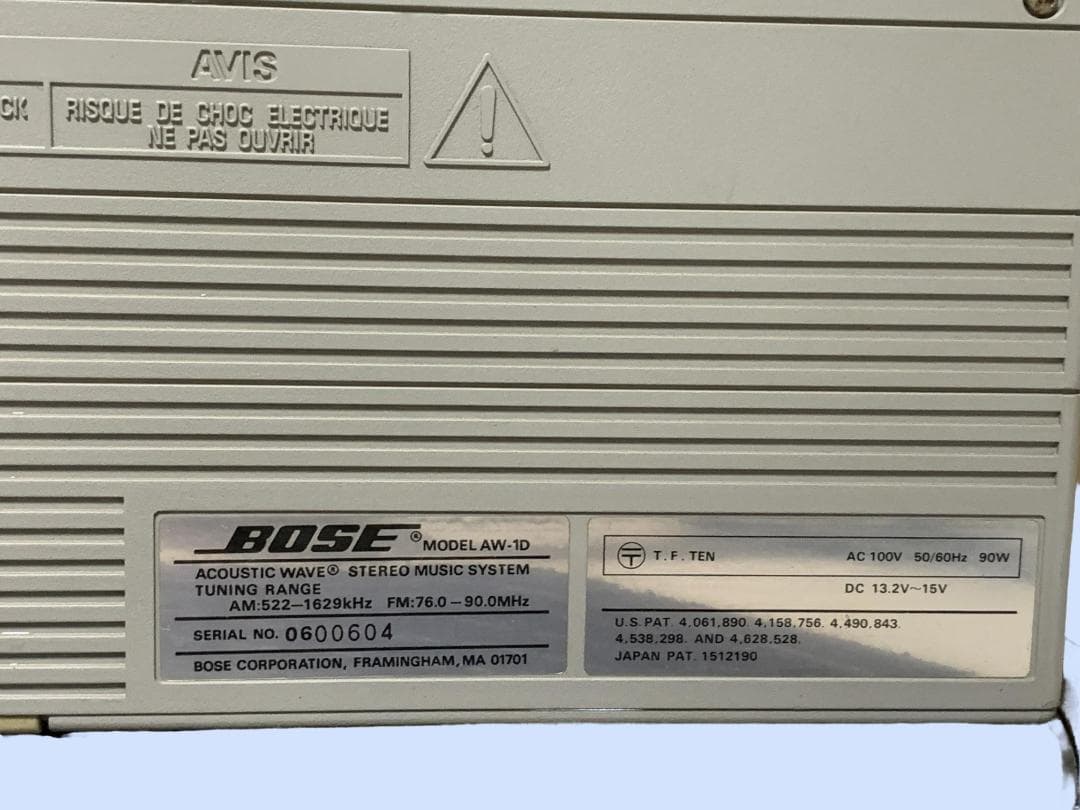 AVIS
CK
RISQUE DE CHOC ELECTRIQUE
NE PAS OUVRIR
!
BOSE® MODEL AW-1D
ACOUSTIC WAVE® STEREO MUSIC SYSTEM
TUNING RANGE
AM:522–1629kHz FM:76.0–90.0MHz
SERIAL NO. 0600604
BOSE CORPORATION, FRAMINGHAM, MA 01701
T T. F. TEN AC 100V 50/60Hz 90W
DC 13.2V~15V
U.S. PAT. 4,061,890. 4,158,756. 4,490,843.
4,538,298. AND 4,628,528.
JAPAN PAT. 1512190